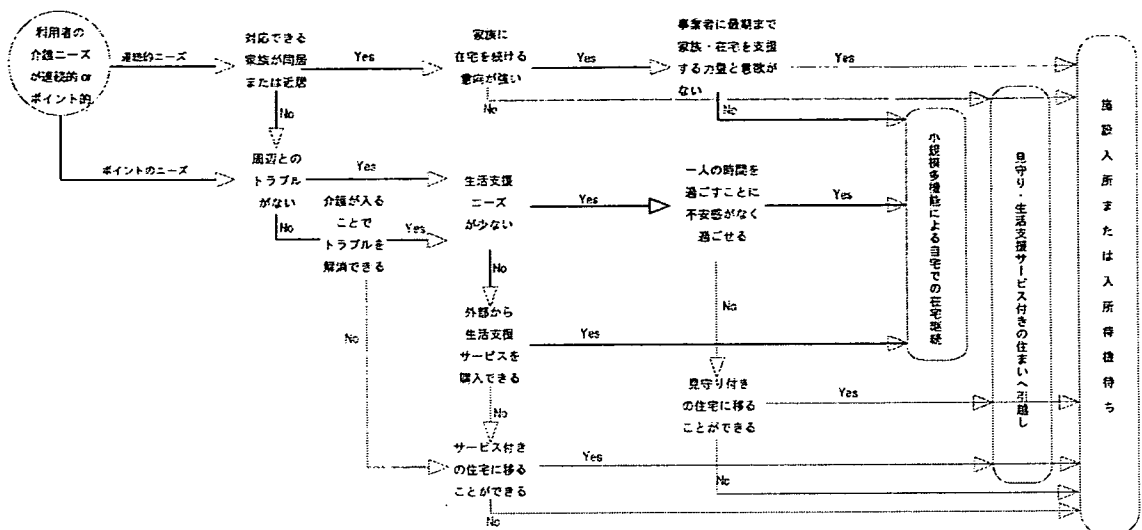 利用者の
介護ニーズ
が連続的 or
ポイント的
連続的ニーズ
対応できる
家族が同居
または近居
Yes
家族に
在宅を続ける
意向が強い
Yes
事業者に最期まで
家族・在宅を支援
する力量と意欲が
ない
Yes
No
No
No
ポイントのニーズ
周辺との
トラブル
がない
Yes
No
介護が入る
ことで
トラブルを
解消できる
Yes
No
生活支援
ニーズ
が少ない
Yes
No
一人の時間を
過ごすことに
不安感がなく
過ごせる
Yes
No
外部から
生活支援
サービスを
購入できる
Yes
No
見守り付き
の住宅に移る
ことができる
Yes
No
サービス付き
の住宅に移る
ことができる
Yes
No
小規模多機能による自宅での在宅継続
見守り・生活支援サービス付きの住まいへ引越し
施設入所または入所待機待ち